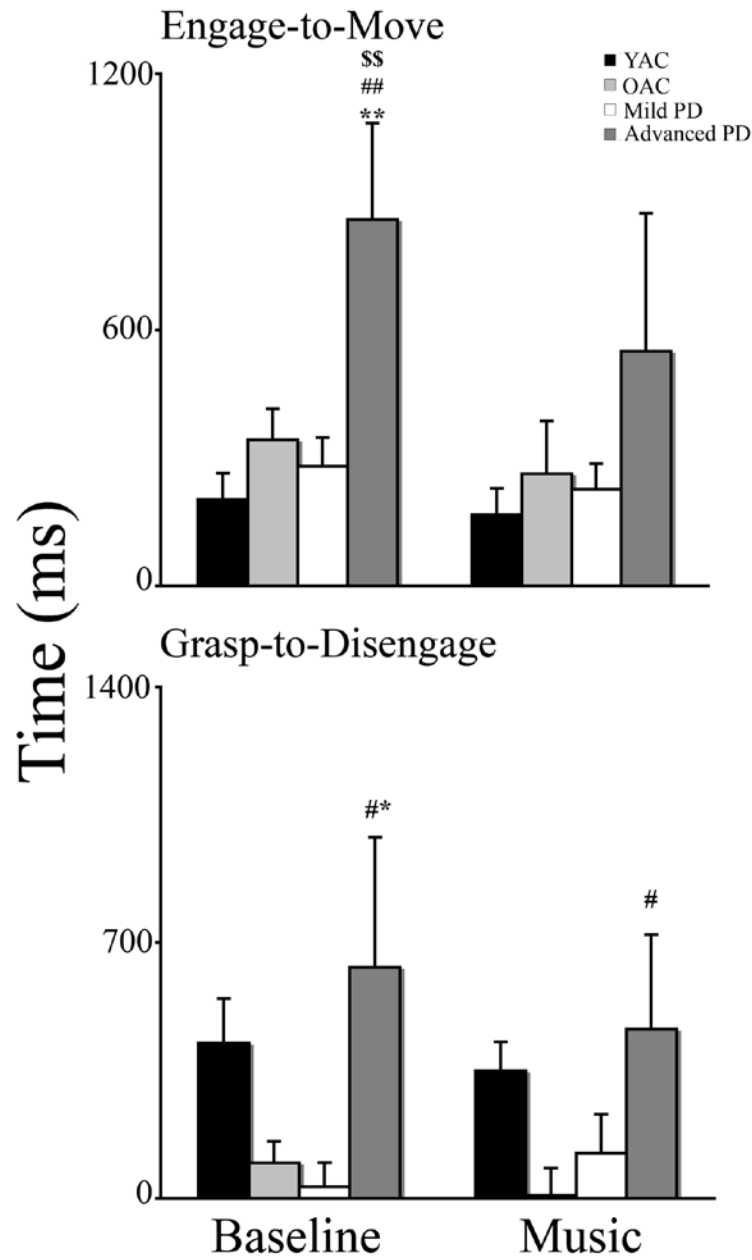 Engage-to-Move
YAC
OAC
Mild PD
Advanced PD
$$
##
**
1200
600
0
Time (ms)
Grasp-to-Disengage
1400
#*
#
700
0
Baseline
Music